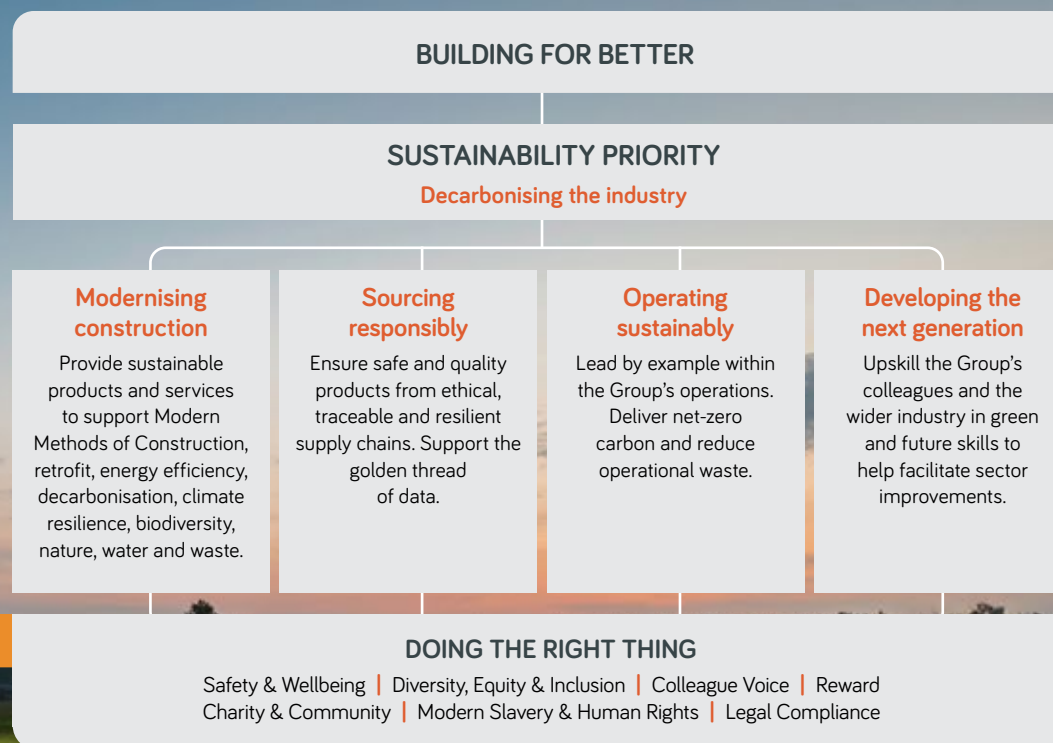 BUILDING FOR BETTER
SUSTAINABILITY PRIORITY
Decarbonising the industry
Modernising
construction
Provide sustainable
products and services
to support Modern
Methods of Construction,
retrofit, energy efficiency,
decarbonisation, climate
resilience, biodiversity,
nature, water and waste.
Sourcing
responsibly
Ensure safe and quality
products from ethical,
traceable and resilient
supply chains. Support the
golden thread
of data.
Operating
sustainably
Lead by example within
the Group's operations.
Deliver net-zero
carbon and reduce
operational waste.
Developing the
next generation
Upskill the Group's
colleagues and the
wider industry in green
and future skills to
help facilitate sector
improvements.
DOING THE RIGHT THING
Safety & Wellbeing | Diversity, Equity & Inclusion | Colleague Voice | Reward
Charity & Community | Modern Slavery & Human Rights | Legal Compliance